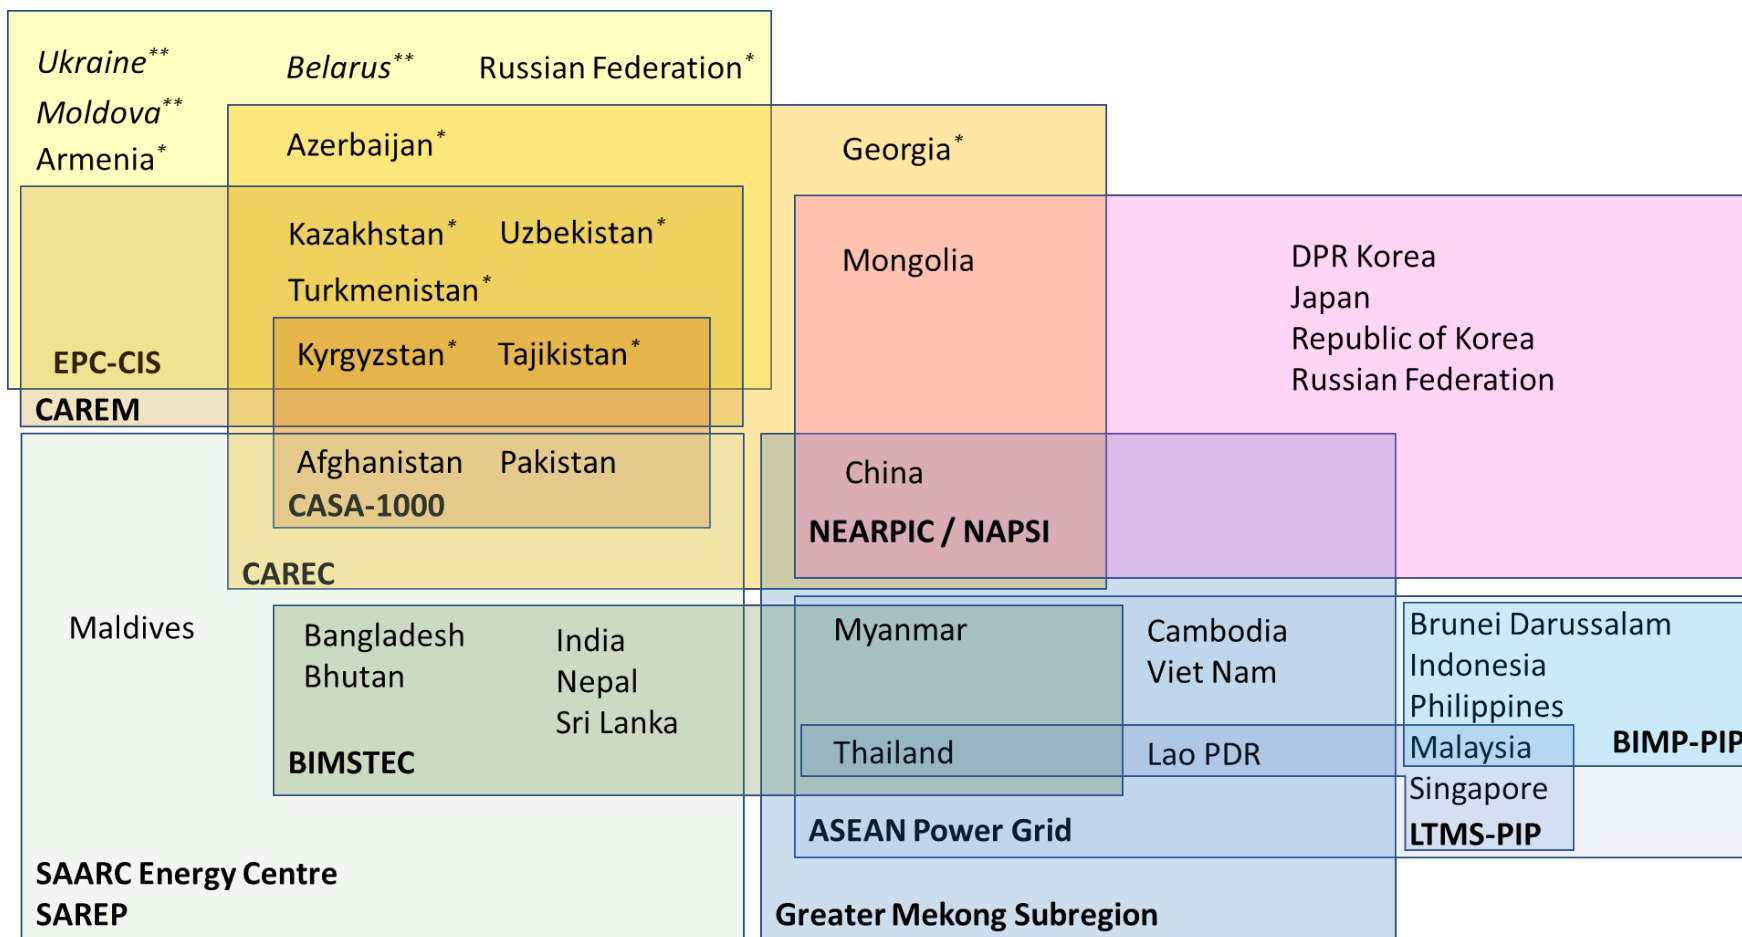 Ukraine** Belarus** Russian Federation*
Moldova**
Armenia* Azerbaijan* Georgia*
Kazakhstan* Uzbekistan*
Turkmenistan*
Kyrgyzstan* Tajikistan*
EPC-CIS
CAREM
Mongolia
DPR Korea
Japan
Republic of Korea
Russian Federation
Afghanistan Pakistan
CASA-1000
China
NEARPIC / NAPSI
CAREC
Maldives
Bangladesh India
Bhutan Nepal
Sri Lanka
BIMSTEC
Myanmar
Thailand
Cambodia
Viet Nam
Lao PDR
Brunei Darussalam
Indonesia
Philippines
Malaysia
BIMP-PIP
Singapore
LTMS-PIP
ASEAN Power Grid
SAARC Energy Centre
SAREP
Greater Mekong Subregion